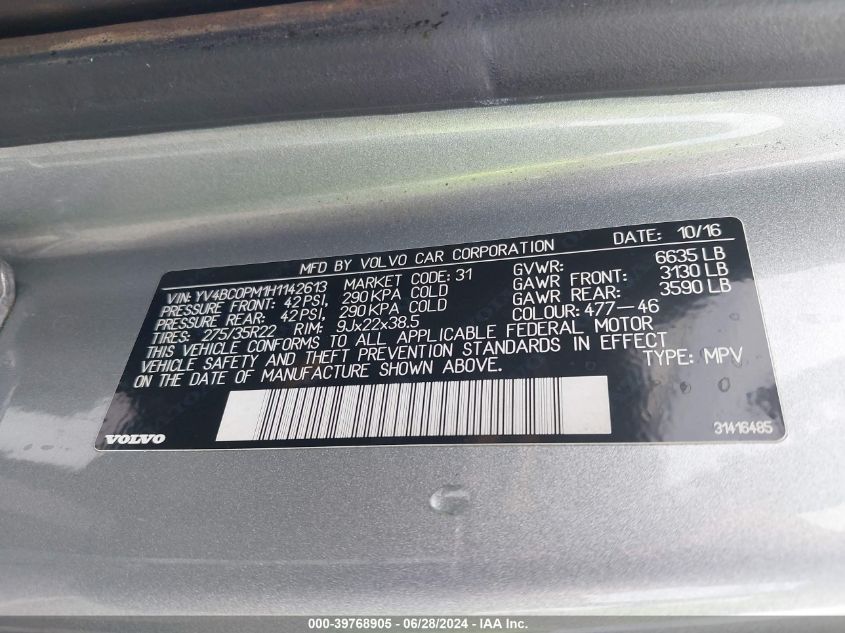 MFD BY VOLVO CAR CORPORATION DATE: 10/16
VIN: YV4BC0PM1H1142613 MARKET CODE: 31 GVWR: 6635 LB
PRESSURE FRONT: 42PSI, 290KPA COLD GAWR FRONT: 3130 LB
PRESSURE REAR: 42PSI, 290KPA COLD GAWR REAR: 3590 LB
TIRES: 275/35R22 RIM: 9Jx22x38.5 COLOUR: 477-46
THIS VEHICLE CONFORMS TO ALL APPLICABLE FEDERAL MOTOR
VEHICLE SAFETY AND THEFT PREVENTION STANDARDS IN EFFECT
ON THE DATE OF MANUFACTURE SHOWN ABOVE. TYPE: MPV
VOLVO 31416485
000-39768905 - 06/28/2024 - IAA Inc.